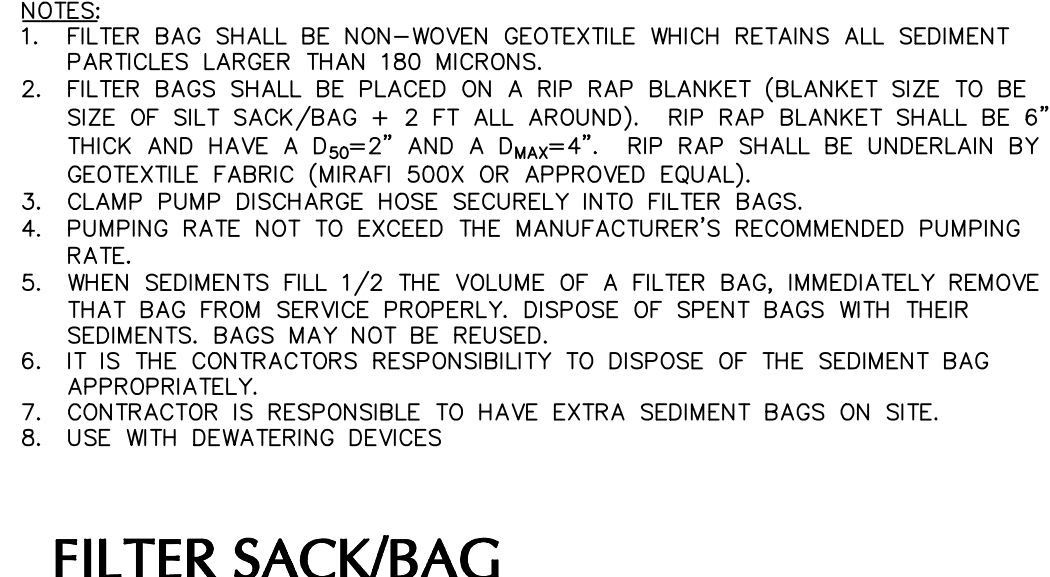 NOTES:
1. FILTER BAG SHALL BE NON-WOVEN GEOTEXTILE WHICH RETAINS ALL SEDIMENT
PARTICLES LARGER THAN 180 MICRONS.
2. FILTER BAGS SHALL BE PLACED ON A RIP RAP BLANKET (BLANKET SIZE TO BE
SIZE OF SILT SACK/BAG + 2 FT ALL AROUND). RIP RAP BLANKET SHALL BE 6"
THICK AND HAVE A D50=2" AND A DMAX=4". RIP RAP SHALL BE UNDERLAIN BY
GEOTEXTILE FABRIC (MIRAFI 500X OR APPROVED EQUAL).
3. CLAMP PUMP DISCHARGE HOSE SECURELY INTO FILTER BAGS.
4. PUMPING RATE NOT TO EXCEED THE MANUFACTURER'S RECOMMENDED PUMPING
RATE.
5. WHEN SEDIMENTS FILL 1/2 THE VOLUME OF A FILTER BAG, IMMEDIATELY REMOVE
THAT BAG FROM SERVICE PROPERLY. DISPOSE OF SPENT BAGS WITH THEIR
SEDIMENTS. BAGS MAY NOT BE REUSED.
6. IT IS THE CONTRACTORS RESPONSIBILITY TO DISPOSE OF THE SEDIMENT BAG
APPROPRIATELY.
7. CONTRACTOR IS RESPONSIBLE TO HAVE EXTRA SEDIMENT BAGS ON SITE.
8. USE WITH DEWATERING DEVICES
FILTER SACK/BAG